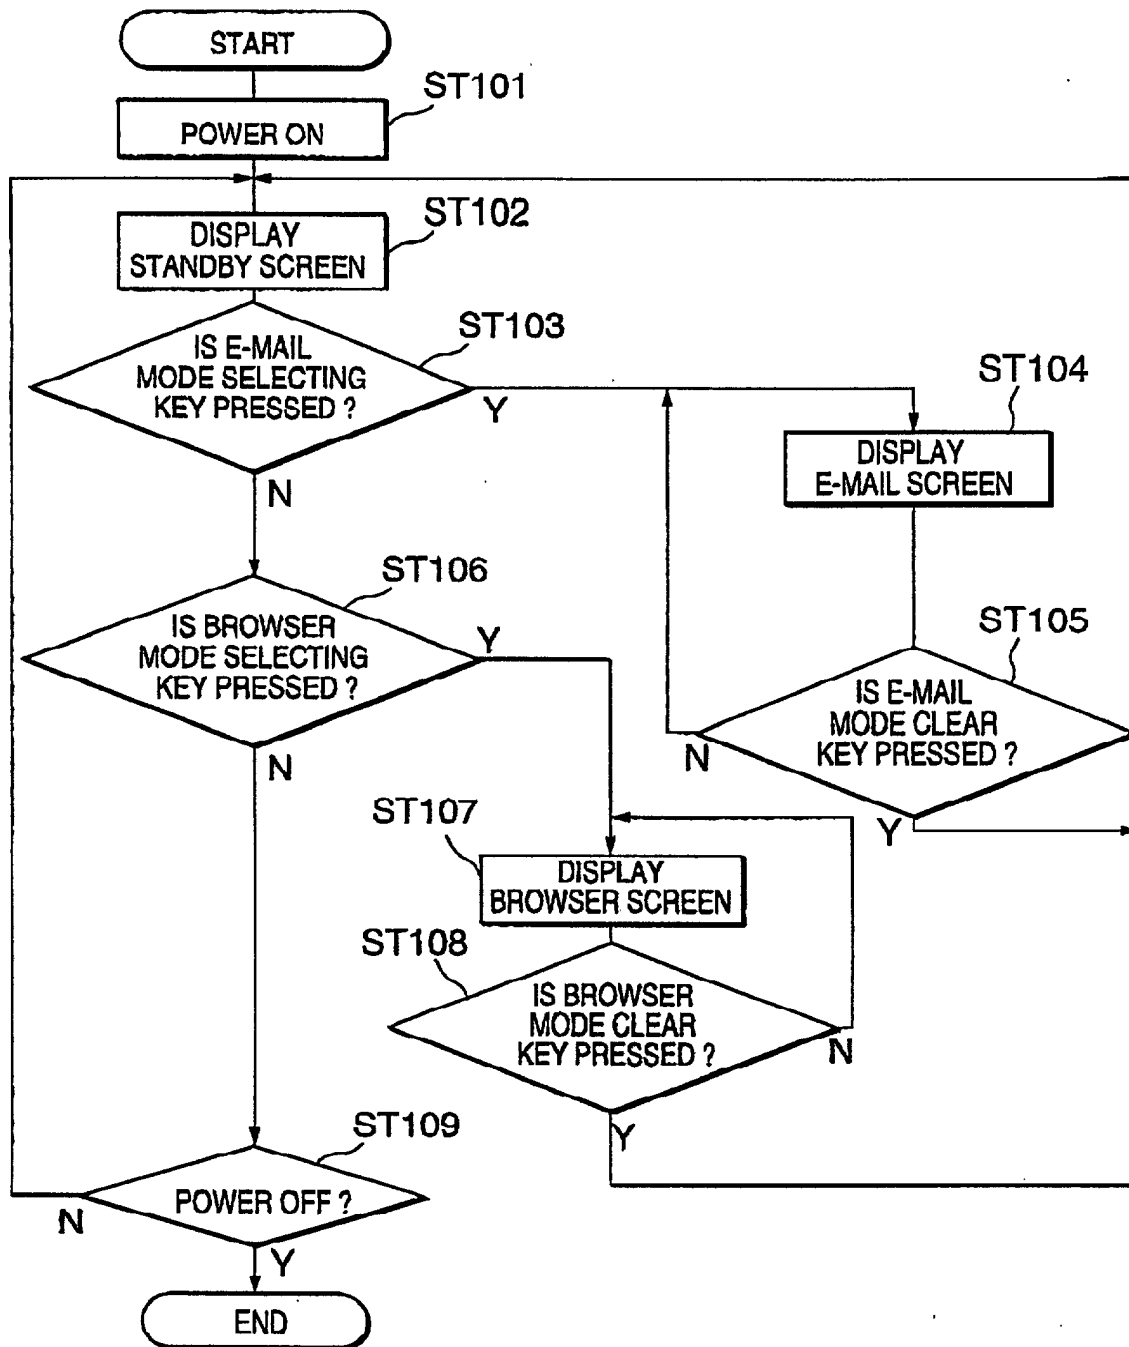 START
ST101
POWER ON
ST102
DISPLAY
STANDBY SCREEN
ST103
IS E-MAIL
MODE SELECTING
KEY PRESSED ?
Y
N
ST104
DISPLAY
E-MAIL SCREEN
ST106
IS BROWSER
MODE SELECTING
KEY PRESSED ?
Y
N
ST105
IS E-MAIL
MODE CLEAR
KEY PRESSED ?
N
Y
ST107
DISPLAY
BROWSER SCREEN
ST108
IS BROWSER
MODE CLEAR
KEY PRESSED ?
N
Y
ST109
POWER OFF ?
N
Y
END